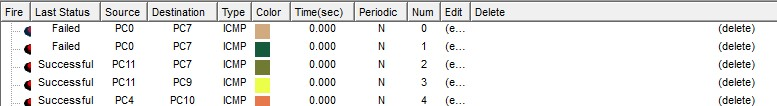 Fire Last Status Source Destination Type Color Time(sec) Periodic Num Edit Delete
Failed PC0 PC7 ICMP 0.000 N 0 (e... (delete)
Failed PC0 PC7 ICMP 0.000 N 1 (e... (delete)
Successful PC11 PC7 ICMP 0.000 N 2 (e... (delete)
Successful PC11 PC9 ICMP 0.000 N 3 (e... (delete)
Successful PC4 PC10 ICMP 0.000 N 4 (e... (delete)